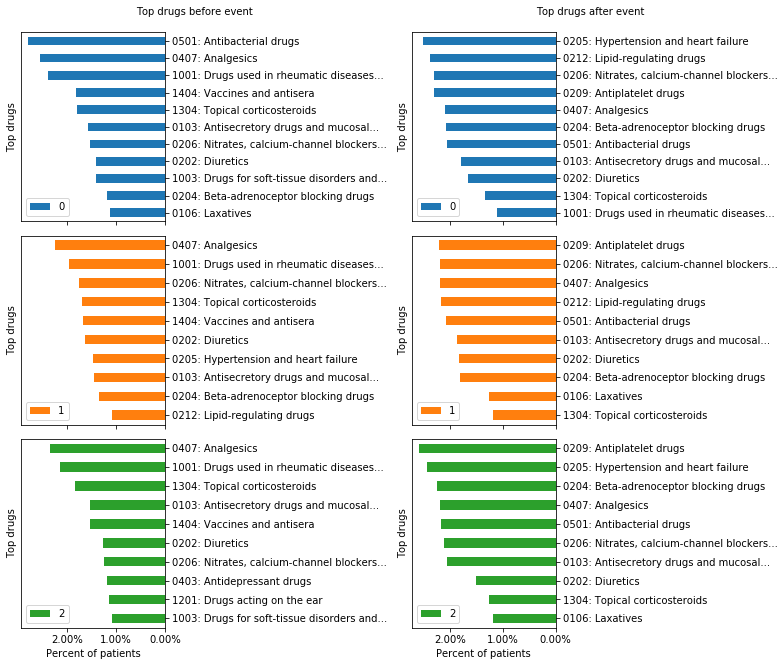 Top drugs before event
Top drugs
0501: Antibacterial drugs
0407: Analgesics
1001: Drugs used in rheumatic diseases...
1404: Vaccines and antisera
1304: Topical corticosteroids
0103: Antisecretory drugs and mucosal...
0206: Nitrates, calcium-channel blockers...
0202: Diuretics
1003: Drugs for soft-tissue disorders and...
0204: Beta-adrenoceptor blocking drugs
0106: Laxatives
0
Top drugs
0407: Analgesics
1001: Drugs used in rheumatic diseases...
0206: Nitrates, calcium-channel blockers...
1304: Topical corticosteroids
1404: Vaccines and antisera
0202: Diuretics
0205: Hypertension and heart failure
0103: Antisecretory drugs and mucosal...
0204: Beta-adrenoceptor blocking drugs
0212: Lipid-regulating drugs
1
Top drugs
0407: Analgesics
1001: Drugs used in rheumatic diseases...
1304: Topical corticosteroids
0103: Antisecretory drugs and mucosal...
1404: Vaccines and antisera
0202: Diuretics
0206: Nitrates, calcium-channel blockers...
0403: Antidepressant drugs
1201: Drugs acting on the ear
1003: Drugs for soft-tissue disorders and...
2
2.00% 1.00% 0.00%
Percent of patients
Top drugs after event
Top drugs
0205: Hypertension and heart failure
0212: Lipid-regulating drugs
0206: Nitrates, calcium-channel blockers...
0209: Antiplatelet drugs
0407: Analgesics
0204: Beta-adrenoceptor blocking drugs
0501: Antibacterial drugs
0103: Antisecretory drugs and mucosal...
0202: Diuretics
1304: Topical corticosteroids
1001: Drugs used in rheumatic diseases...
0
Top drugs
0209: Antiplatelet drugs
0206: Nitrates, calcium-channel blockers...
0407: Analgesics
0212: Lipid-regulating drugs
0501: Antibacterial drugs
0103: Antisecretory drugs and mucosal...
0202: Diuretics
0204: Beta-adrenoceptor blocking drugs
0106: Laxatives
1304: Topical corticosteroids
1
Top drugs
0209: Antiplatelet drugs
0205: Hypertension and heart failure
0204: Beta-adrenoceptor blocking drugs
0407: Analgesics
0501: Antibacterial drugs
0206: Nitrates, calcium-channel blockers...
0103: Antisecretory drugs and mucosal...
0202: Diuretics
1304: Topical corticosteroids
0106: Laxatives
2
2.00% 1.00% 0.00%
Percent of patients